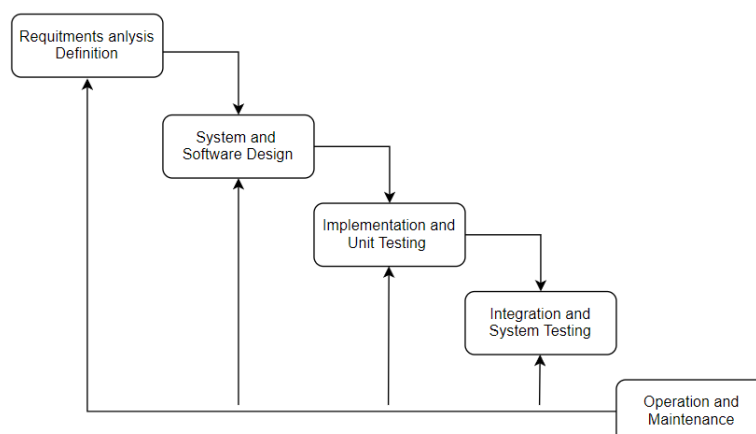 Requitments anlysis
Definition
System and
Software Design
Implementation and
Unit Testing
Integration and
System Testing
Operation and
Maintenance